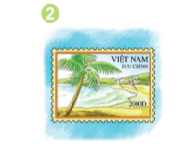 2
VIỆT NAM
BƯU CHÍNH
2000Đ